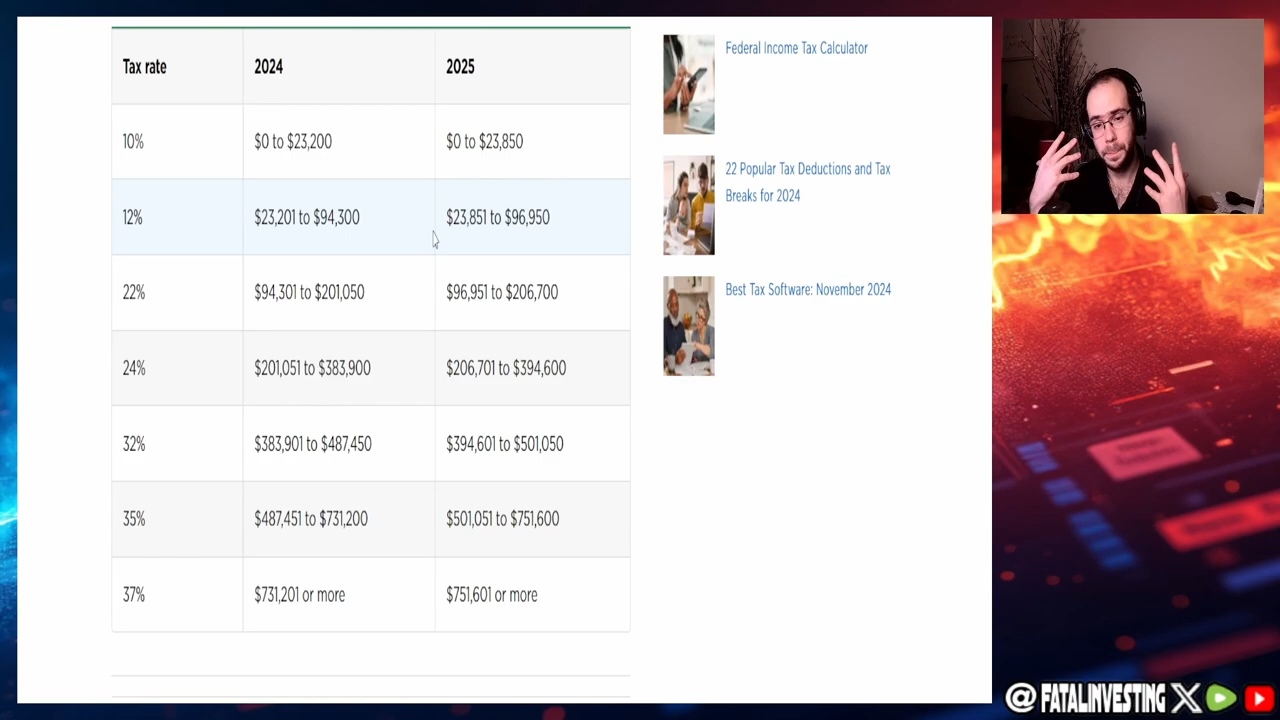 Tax rate 2024 2025
10% $0 to $23,200 $0 to $23,850
12% $23,201 to $94,300 $23,851 to $96,950
22% $94,301 to $201,050 $96,951 to $206,700
24% $201,051 to $383,900 $206,701 to $394,600
32% $383,901 to $487,450 $394,601 to $501,050
35% $487,451 to $731,200 $501,051 to $751,600
37% $731,201 or more $751,601 or more
Federal Income Tax Calculator
22 Popular Tax Deductions and Tax
Breaks for 2024
Best Tax Software: November 2024
@FATALINVESTING